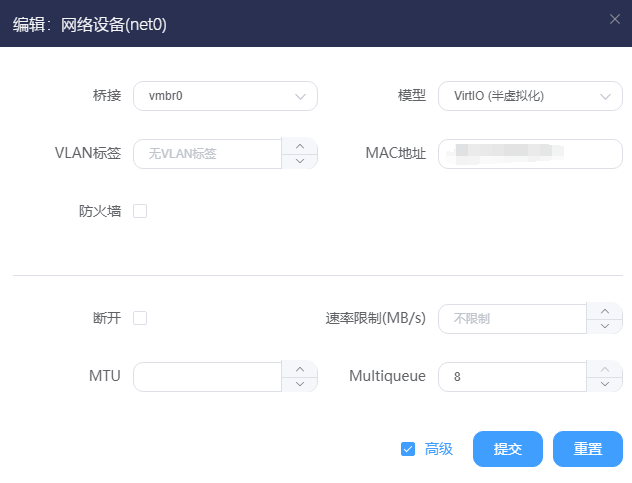 编辑：网络设备(net0)
桥接 vmbr0 模型 VirtIO (半虚拟化)
VLAN标签 无VLAN标签 MAC地址
防火墙
断开 速率限制(MB/s) 不限制
MTU Multiqueue 8
高级 提交 重置